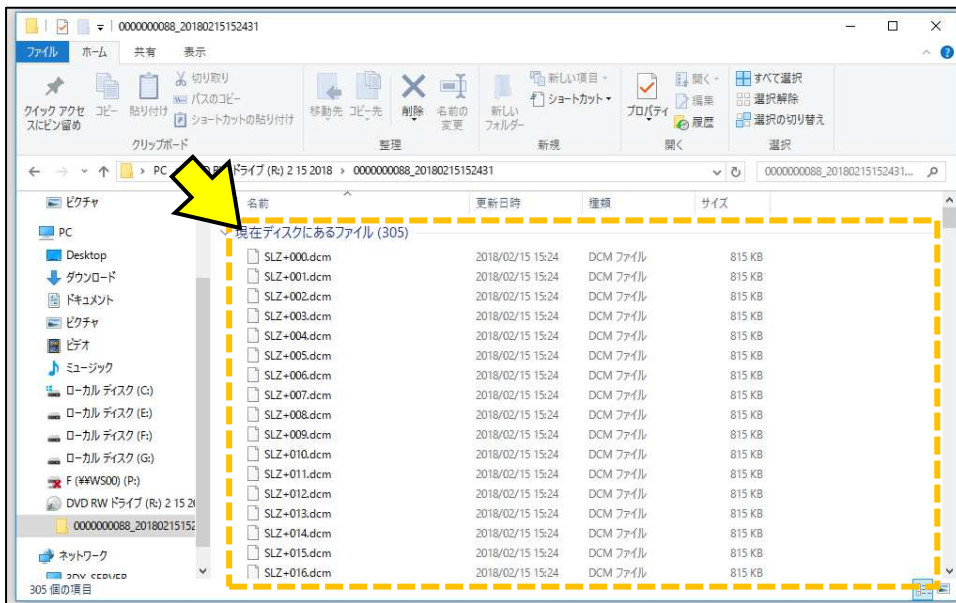 0000000088_20180215152431
ファイル ホーム 共有 表示
クイック アクセスにピン留め
コピー
貼り付け
切り取り
パスのコピー
ショートカットの貼り付け
クリップボード
移動先
コピー先
削除
名前の変更
整理
新しいフォルダー
新しい項目
ショートカット
新規
プロパティ
開く
編集
履歴
開く
すべて選択
選択解除
選択の切り替え
選択
PC ドライブ (R:) 2 15 2018 > 0000000088_20180215152431
0000000088_20180215152431...
名前 更新日時 種類 サイズ
現在ディスクにあるファイル (305)
SLZ+000.dcm 2018/02/15 15:24 DCM ファイル 815 KB
SLZ+001.dcm 2018/02/15 15:24 DCM ファイル 815 KB
SLZ+002.dcm 2018/02/15 15:24 DCM ファイル 815 KB
SLZ+003.dcm 2018/02/15 15:24 DCM ファイル 815 KB
SLZ+004.dcm 2018/02/15 15:24 DCM ファイル 815 KB
SLZ+005.dcm 2018/02/15 15:24 DCM ファイル 815 KB
SLZ+006.dcm 2018/02/15 15:24 DCM ファイル 815 KB
SLZ+007.dcm 2018/02/15 15:24 DCM ファイル 815 KB
SLZ+008.dcm 2018/02/15 15:24 DCM ファイル 815 KB
SLZ+009.dcm 2018/02/15 15:24 DCM ファイル 815 KB
SLZ+010.dcm 2018/02/15 15:24 DCM ファイル 815 KB
SLZ+011.dcm 2018/02/15 15:24 DCM ファイル 815 KB
SLZ+012.dcm 2018/02/15 15:24 DCM ファイル 815 KB
SLZ+013.dcm 2018/02/15 15:24 DCM ファイル 815 KB
SLZ+014.dcm 2018/02/15 15:24 DCM ファイル 815 KB
SLZ+015.dcm 2018/02/15 15:24 DCM ファイル 815 KB
SLZ+016.dcm 2018/02/15 15:24 DCM ファイル 815 KB
ピクチャ
PC
Desktop
ダウンロード
ドキュメント
ピクチャ
ビデオ
ミュージック
ローカル ディスク (C:)
ローカル ディスク (E:)
ローカル ディスク (F:)
ローカル ディスク (G:)
F (¥¥WS00) (P:)
DVD RW ドライブ (R:) 2 15 20
0000000088_20180215152
ネットワーク
3DX-SERVER
305 個の項目